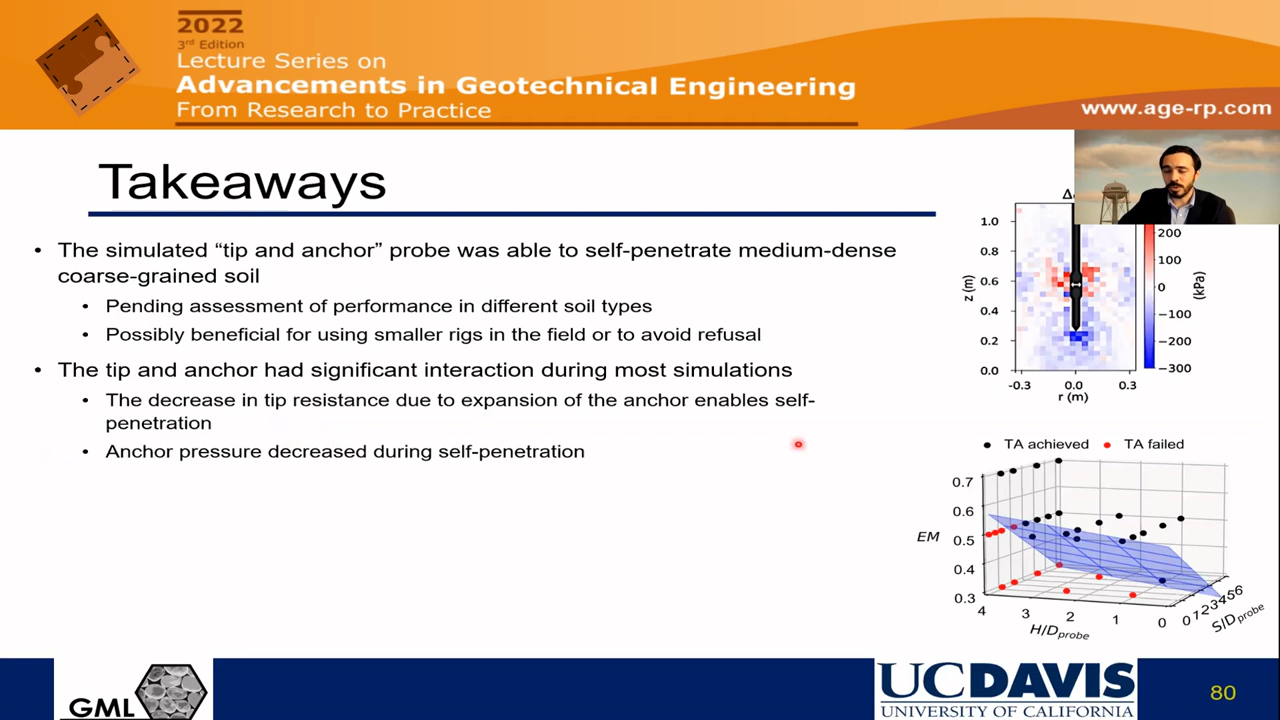 2022
3rd Edition
Lecture Series on
Advancements in Geotechnical Engineering
From Research to Practice
www.age-rp.com
Takeaways
• The simulated “tip and anchor” probe was able to self-penetrate medium-dense
coarse-grained soil
• Pending assessment of performance in different soil types
• Possibly beneficial for using smaller rigs in the field or to avoid refusal
• The tip and anchor had significant interaction during most simulations
• The decrease in tip resistance due to expansion of the anchor enables self-
penetration
• Anchor pressure decreased during self-penetration
1.0
0.8
0.6
0.4
0.2
0.0
z (m)
-0.3 0.0 0.3
r (m)
200
100
0
−100
−200
−300
(kPa)
TA achieved TA failed
0.7
0.6
0.5
0.4
0.3
EM
4 3 2 1 0
H/Dprobe
0 1 2 3 4 5 6
S/Dprobe
GML
UCDAVIS
UNIVERSITY OF CALIFORNIA
80